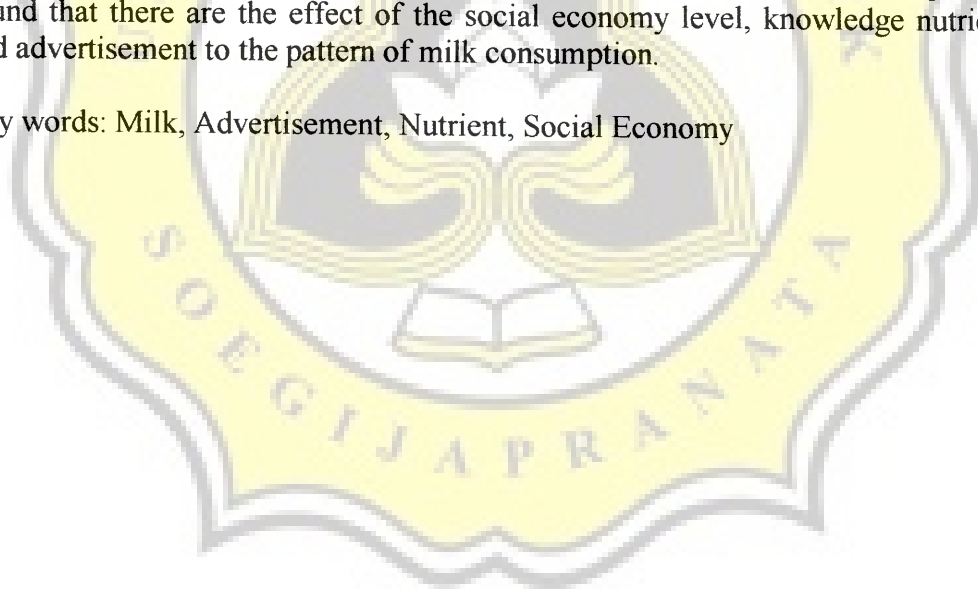 und that there are the effect of the social economy level, knowledge nutri
d advertisement to the pattern of milk consumption.
y words: Milk, Advertisement, Nutrient, Social Economy
SOEGIJAPRANATA